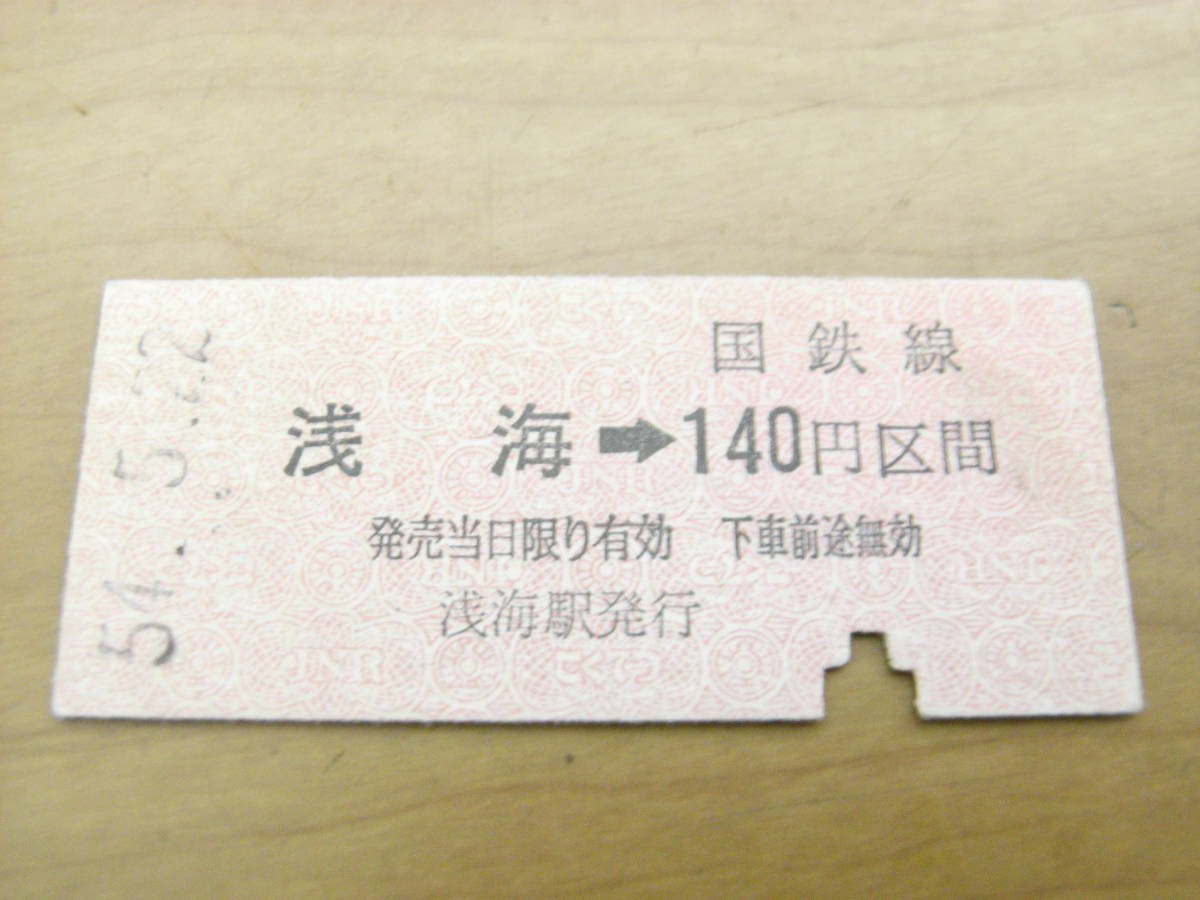 国鉄線
浅海➡140円区間
発売当日限り有効 下車前途無効
浅海駅発行
54.-5.22